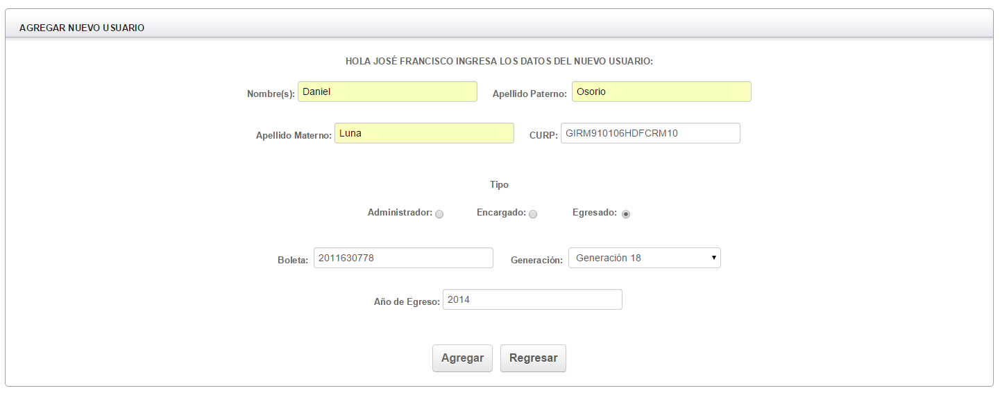 AGREGAR NUEVO USUARIO
HOLA JOSÉ FRANCISCO INGRESA LOS DATOS DEL NUEVO USUARIO:
Nombre(s): Daniel Apellido Paterno: Osorio
Apellido Materno: Luna CURP: GIRM910106HDFCRM10
Tipo
Administrador: Encargado: Egresado:
Boleta: 2011630778 Generación: Generación 18
Año de Egreso: 2014
Agregar Regresar